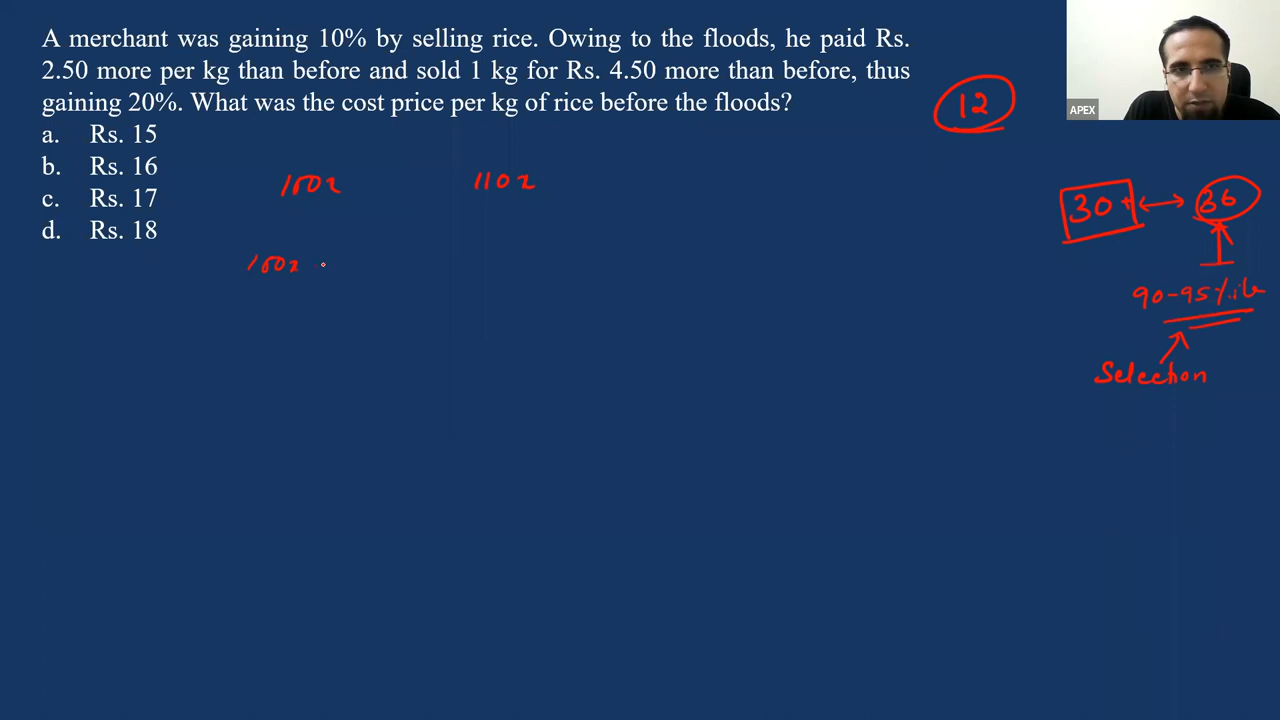 A merchant was gaining 10% by selling rice. Owing to the floods, he paid Rs.
2.50 more per kg than before and sold 1 kg for Rs. 4.50 more than before, thus
gaining 20%. What was the cost price per kg of rice before the floods?
a. Rs. 15
b. Rs. 16
c. Rs. 17
d. Rs. 18
12
APEX
100x 110x
100x
30+ ↔ 36
90-95%ile
Selection